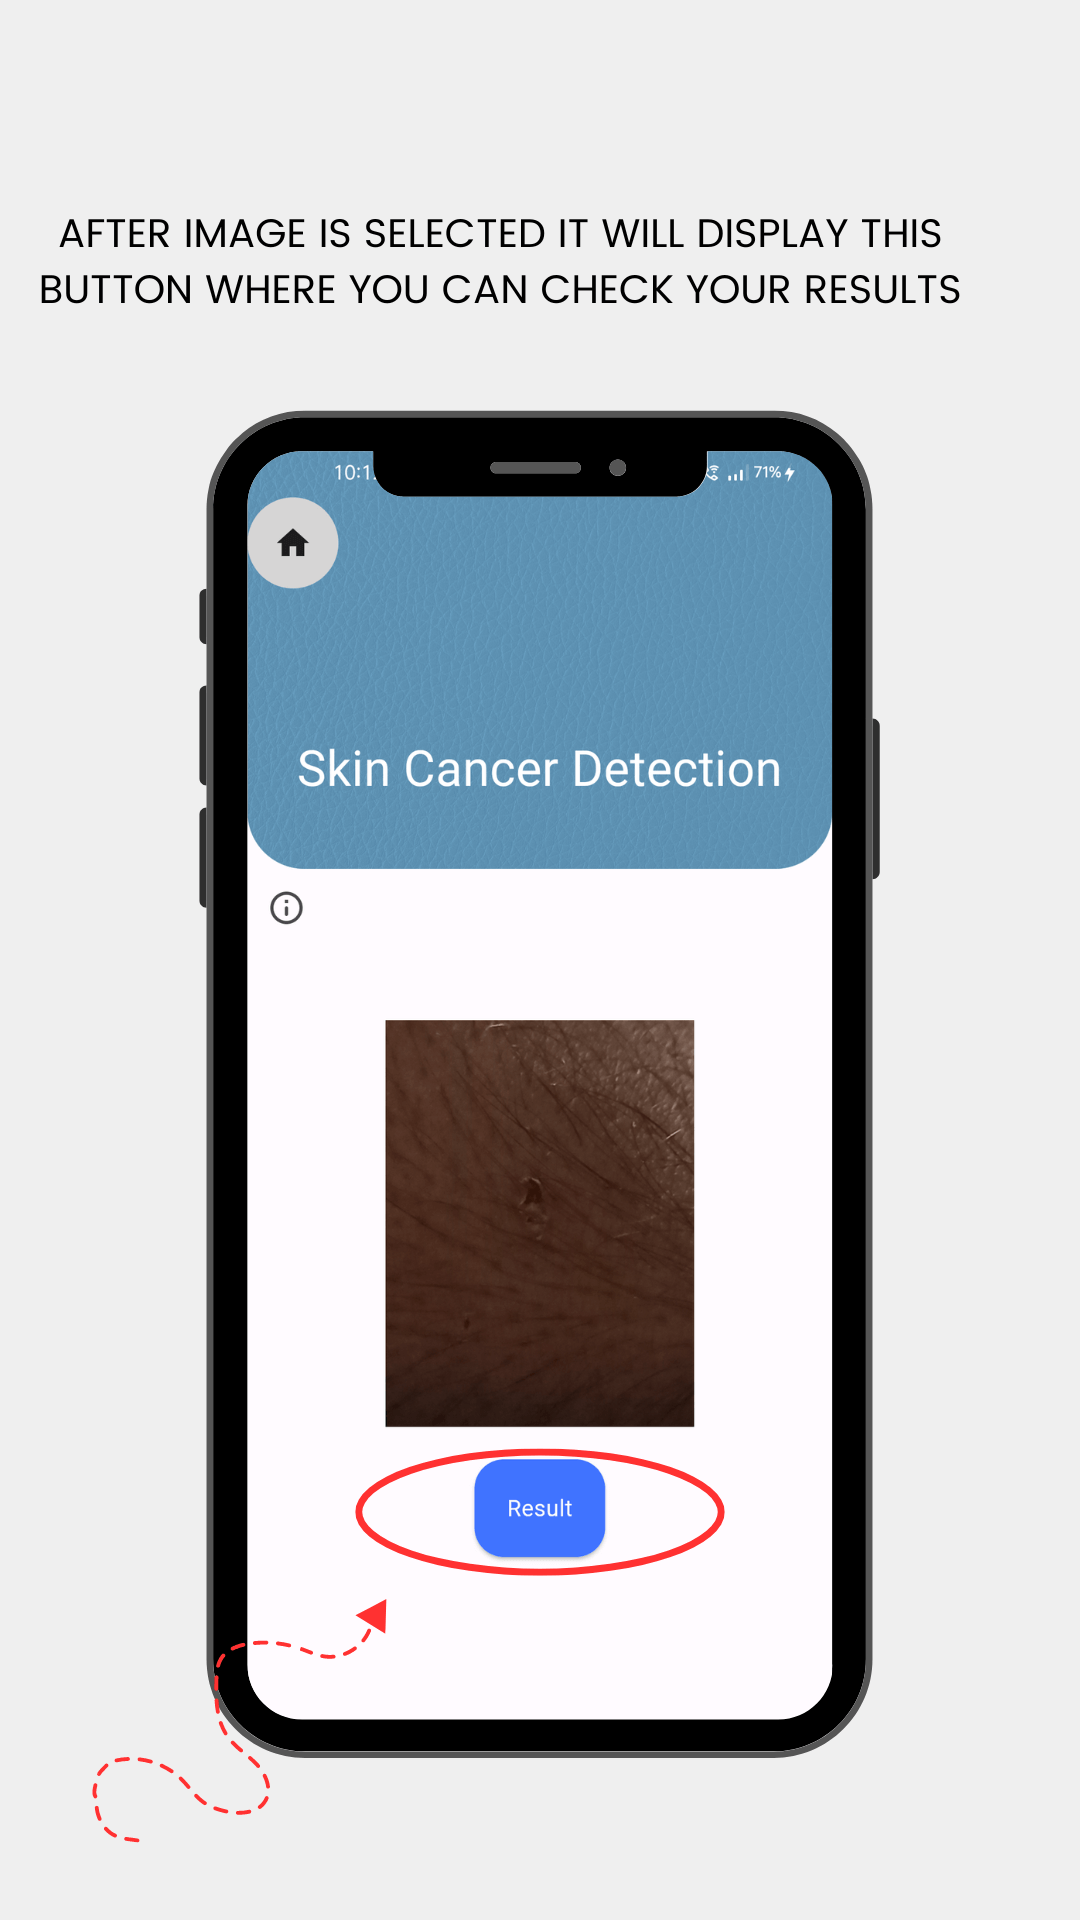 AFTER IMAGE IS SELECTED IT WILL DISPLAY THIS
BUTTON WHERE YOU CAN CHECK YOUR RESULTS
10:1
71%
Skin Cancer Detection
Result